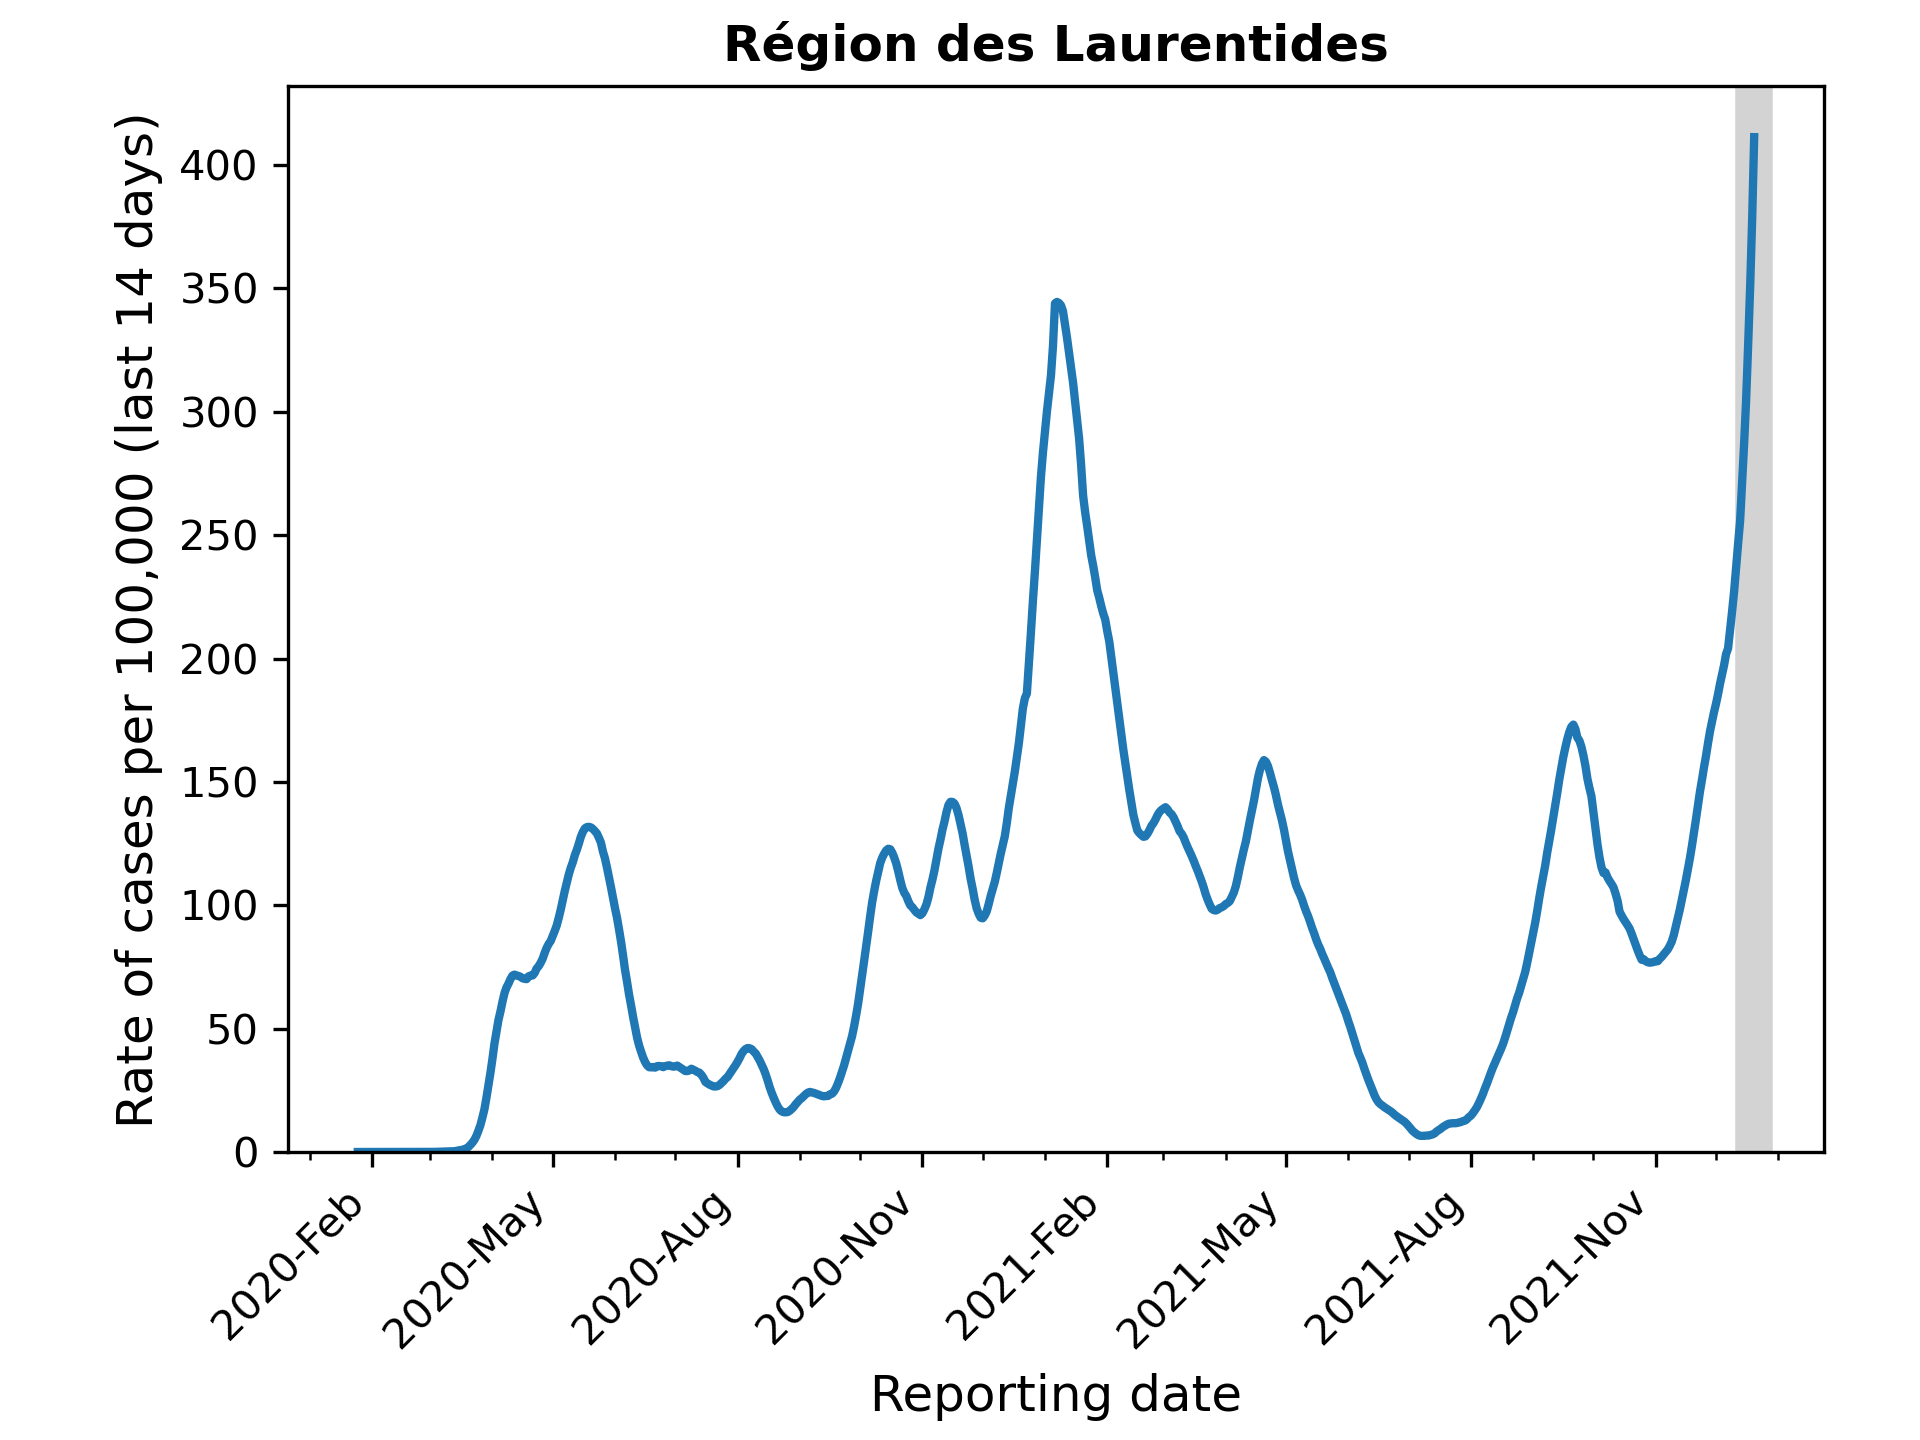 Région des Laurentides
Rate of cases per 100,000 (last 14 days)
400
350
300
250
200
150
100
50
0
2020-Feb
2020-May
2020-Aug
2020-Nov
2021-Feb
2021-May
2021-Aug
2021-Nov
Reporting date